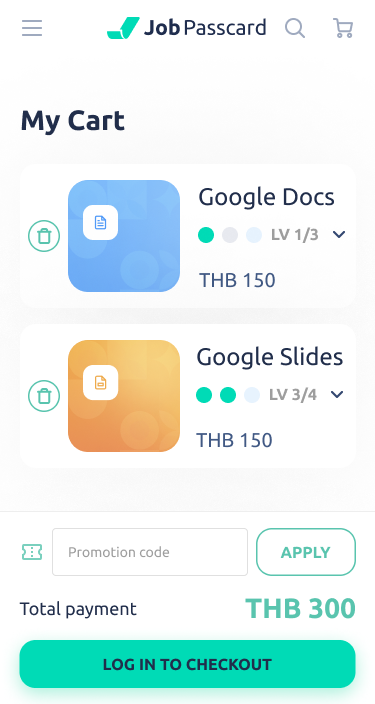 Job Passcard
My Cart
Google Docs
LV 1/3
THB 150
Google Slides
LV 3/4
THB 150
Promotion code
APPLY
Total payment
THB 300
LOG IN TO CHECKOUT